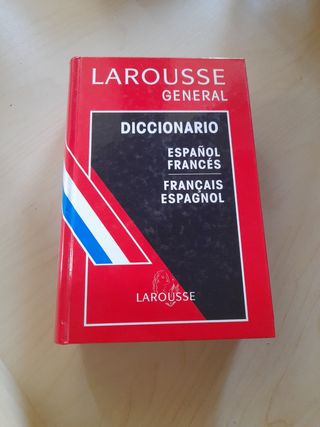 LAROUSSE
GENERAL
DICCIONARIO
ESPAÑOL
FRANCÉS
FRANÇAIS
ESPAGNOL
LAROUSSE